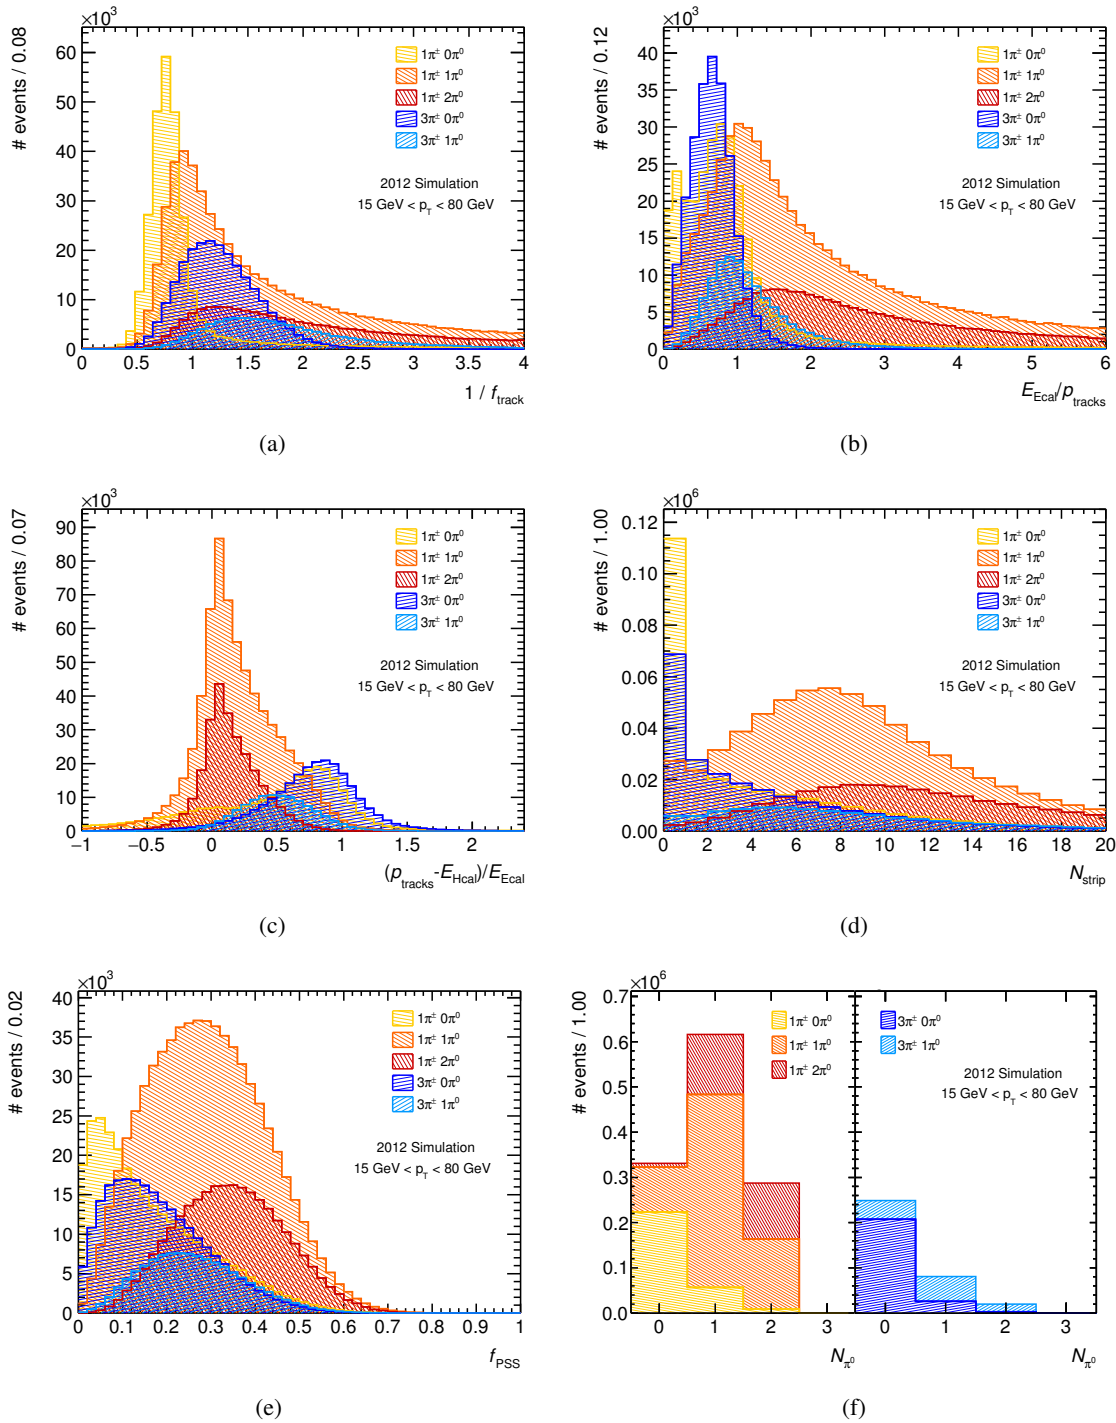 ×10³
# events / 0.08
60
50
40
30
20
10
0
1π± 0π⁰
1π± 1π⁰
1π± 2π⁰
3π± 0π⁰
3π± 1π⁰
2012 Simulation
15 GeV < p_T < 80 GeV
0 0.5 1 1.5 2 2.5 3 3.5 4
1 / f_track
(a)
×10³
# events / 0.12
40
35
30
25
20
15
10
5
0
1π± 0π⁰
1π± 1π⁰
1π± 2π⁰
3π± 0π⁰
3π± 1π⁰
2012 Simulation
15 GeV < p_T < 80 GeV
0 1 2 3 4 5 6
E_Ecal/p_tracks
(b)
×10³
# events / 0.07
90
80
70
60
50
40
30
20
10
0
1π± 0π⁰
1π± 1π⁰
1π± 2π⁰
3π± 0π⁰
3π± 1π⁰
2012 Simulation
15 GeV < p_T < 80 GeV
−1 −0.5 0 0.5 1 1.5 2
(p_tracks-E_Hcal)/E_Ecal
(c)
×10⁶
# events / 1.00
0.12
0.10
0.08
0.06
0.04
0.02
0.00
1π± 0π⁰
1π± 1π⁰
1π± 2π⁰
3π± 0π⁰
3π± 1π⁰
2012 Simulation
15 GeV < p_T < 80 GeV
0 2 4 6 8 10 12 14 16 18 20
N_strip
(d)
×10³
# events / 0.02
40
35
30
25
20
15
10
5
0
1π± 0π⁰
1π± 1π⁰
1π± 2π⁰
3π± 0π⁰
3π± 1π⁰
2012 Simulation
15 GeV < p_T < 80 GeV
0 0.1 0.2 0.3 0.4 0.5 0.6 0.7 0.8 0.9 1
f_PSS
(e)
×10⁶
# events / 1.00
0.7
0.6
0.5
0.4
0.3
0.2
0.1
0.0
1π± 0π⁰
1π± 1π⁰
1π± 2π⁰
3π± 0π⁰
3π± 1π⁰
2012 Simulation
15 GeV < p_T < 80 GeV
0 1 2 3 0 1 2 3
N_π⁰ N_π⁰
(f)